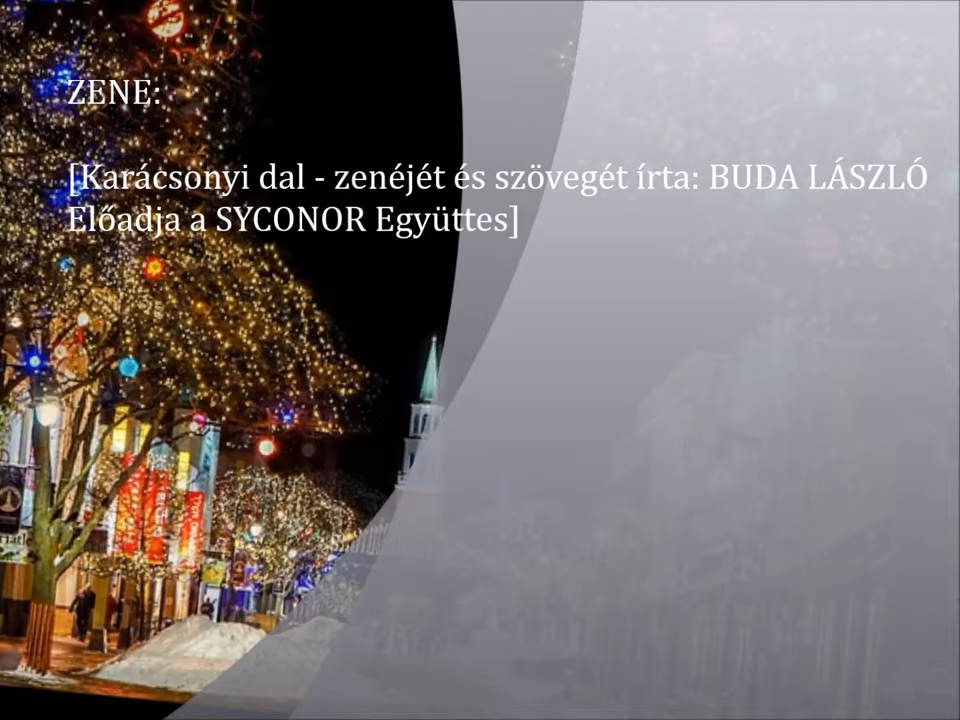 ZENE:
[Karácsonyi dal - zenéjét és szövegét írta: BUDA LÁSZLÓ
Előadja a SYCONOR Együttes]